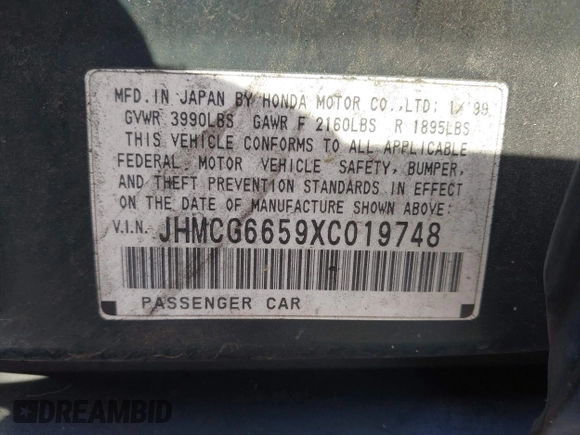 MFD. IN JAPAN BY HONDA MOTOR CO.,LTD: 1/99
GVWR 3990LBS GAWR F 2160LBS R 1895LBS
THIS VEHICLE CONFORMS TO ALL APPLICABLE
FEDERAL MOTOR VEHICLE SAFETY, BUMPER,
AND THEFT PREVENTION STANDARDS IN EFFECT
ON THE DATE OF MANUFACTURE SHOWN ABOVE.
V.I.N. JHMCG6659XC019748
PASSENGER CAR
DREAMBID